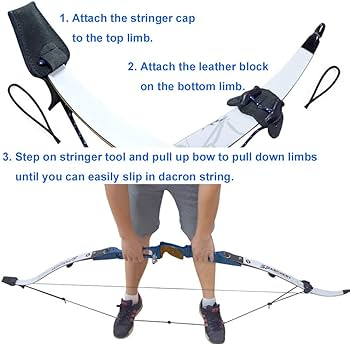 1. Attach the stringer cap
to the top limb.
2. Attach the leather block
on the bottom limb.
3. Step on stringer tool and pull up bow to pull down limbs
until you can easily slip in dacron string.